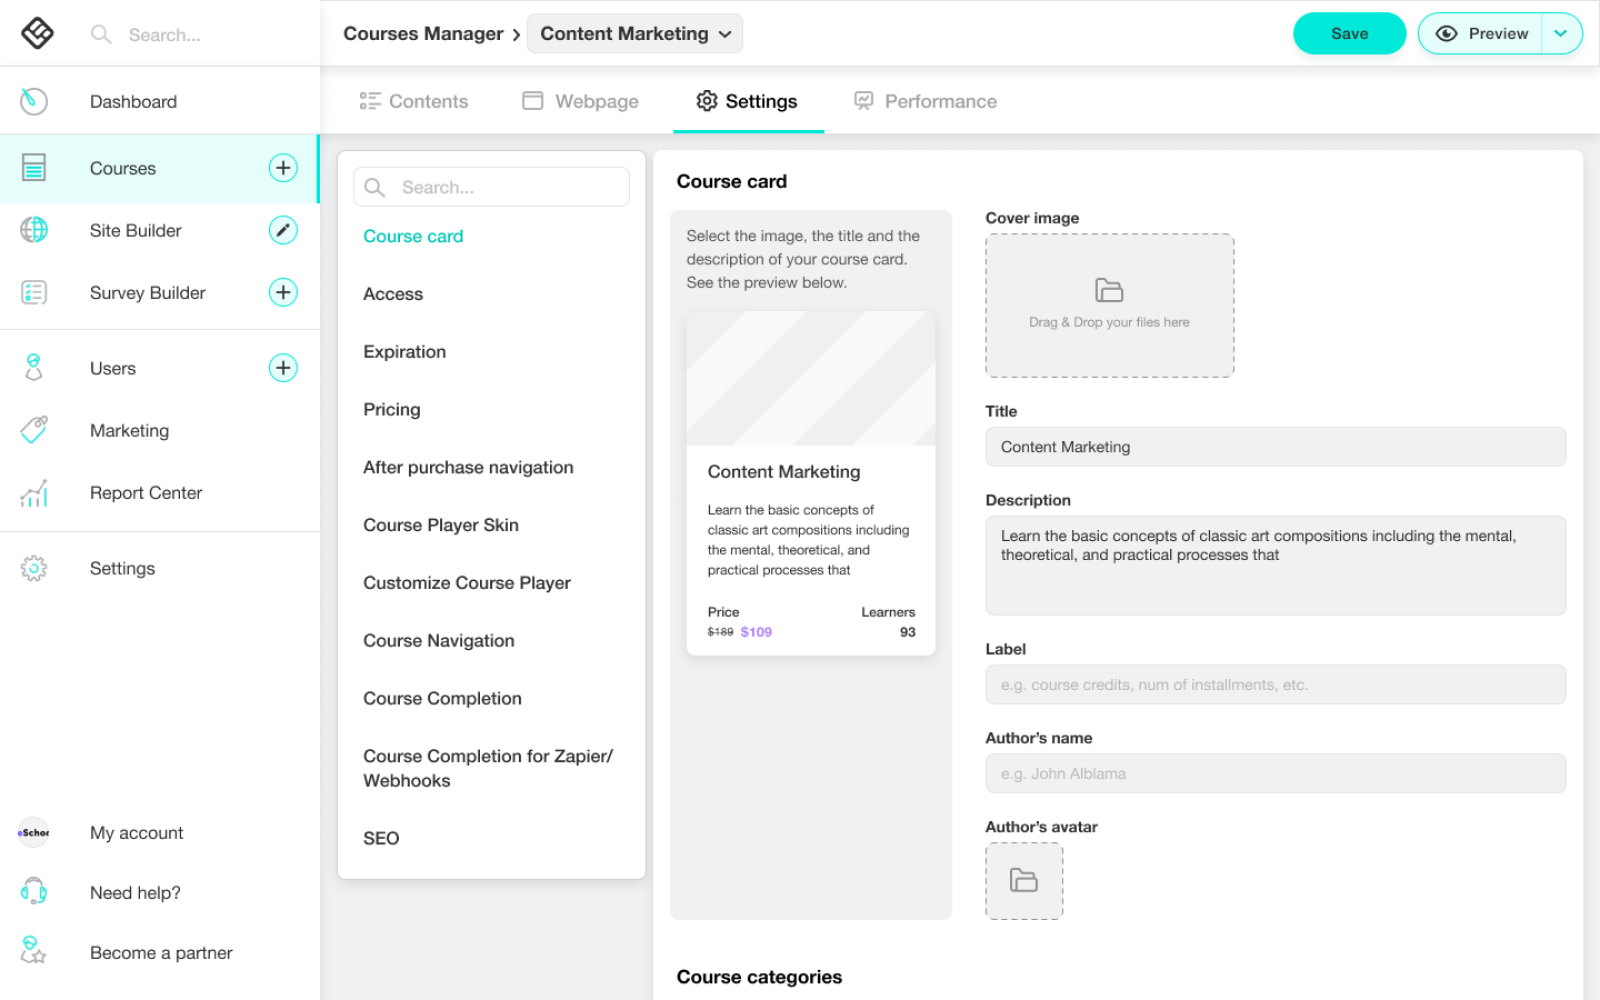 Search...
Courses Manager
Content Marketing
Save
Preview
Dashboard
Courses
Site Builder
Survey Builder
Users
Marketing
Report Center
Settings
eSchoo
My account
Need help?
Become a partner
Contents
Webpage
Settings
Performance
Search...
Course card
Access
Expiration
Pricing
After purchase navigation
Course Player Skin
Customize Course Player
Course Navigation
Course Completion
Course Completion for Zapier/
Webhooks
SEO
Course card
Select the image, the title and the
description of your course card.
See the preview below.
Content Marketing
Learn the basic concepts of
classic art compositions including
the mental, theoretical, and
practical processes that
Price Learners
$189 $109 93
Cover image
Drag & Drop your files here
Title
Content Marketing
Description
Learn the basic concepts of classic art compositions including the mental,
theoretical, and practical processes that
Label
e.g. course credits, num of installments, etc.
Author’s name
e.g. John Alblama
Author’s avatar
Course categories